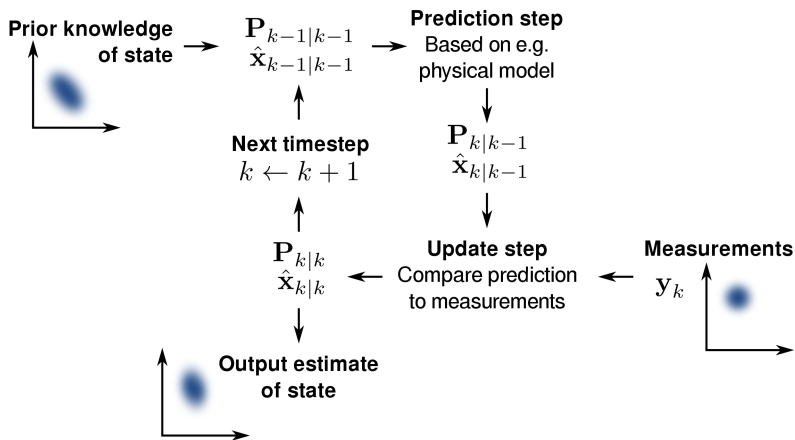 Prior knowledge
of state
P_{k−1|k−1}
x̂_{k−1|k−1}
Prediction step
Based on e.g.
physical model
P_{k|k−1}
x̂_{k|k−1}
Next timestep
k ← k + 1
P_{k|k}
x̂_{k|k}
Update step
Compare prediction
to measurements
Measurements
y_k
Output estimate
of state